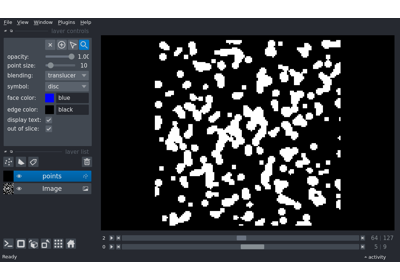 File View Window Plugins Help
layer controls
opacity: 1.00
point size: 10
blending: translucer
symbol: disc
face color: blue
edge color: black
display text:
out of slice:
layer list
points
Image
2 64 127
0 5 9
Ready activity